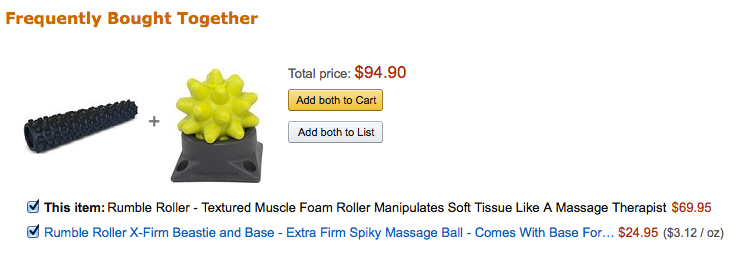 Frequently Bought Together
Total price: $94.90
Add both to Cart
+
Add both to List
This item: Rumble Roller - Textured Muscle Foam Roller Manipulates Soft Tissue Like A Massage Therapist $69.95
Rumble Roller X-Firm Beastie and Base - Extra Firm Spiky Massage Ball - Comes With Base For… $24.95 ($3.12 / oz)